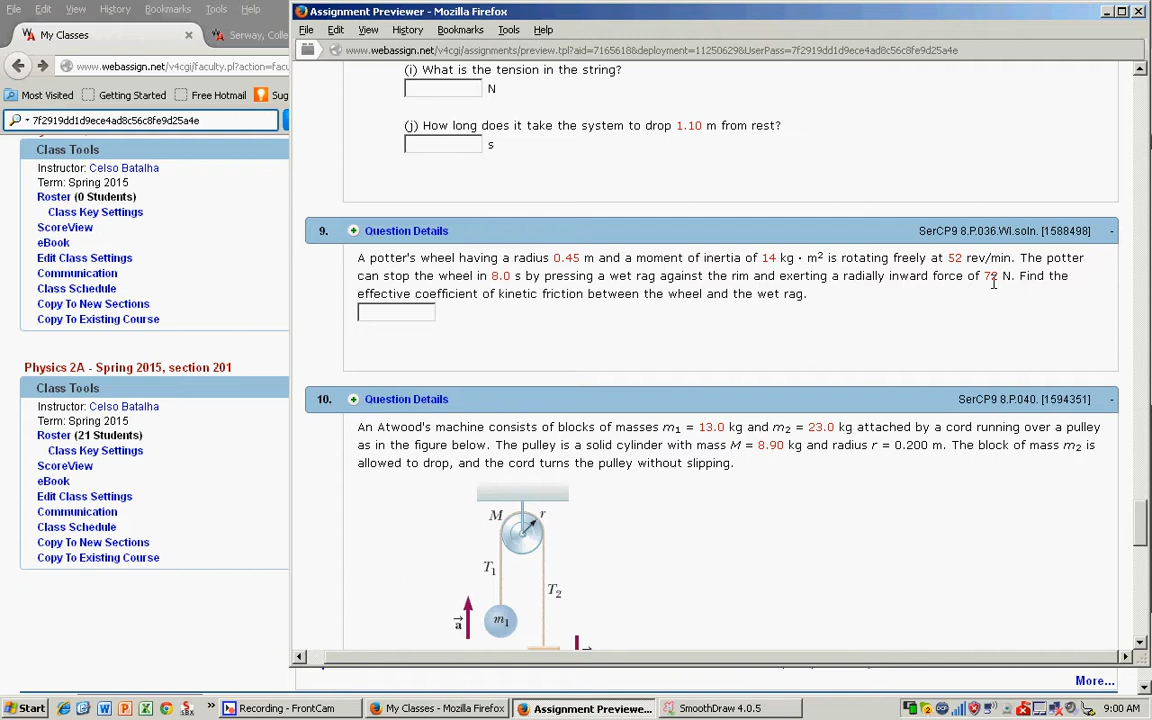 File Edit View History Bookmarks Tools Help
My Classes
Serway, Colle
www.webassign.net/v4cgi/faculty.pl?action=facu
Most Visited Getting Started Free Hotmail Sug
7f2919dd1d9ece4ad8c56c8fe9d25a4e
Class Tools
Instructor: Celso Batalha
Term: Spring 2015
Roster (0 Students)
Class Key Settings
ScoreView
eBook
Edit Class Settings
Communication
Class Schedule
Copy To New Sections
Copy To Existing Course
Physics 2A - Spring 2015, section 201
Class Tools
Instructor: Celso Batalha
Term: Spring 2015
Roster (21 Students)
ScoreView
eBook
Edit Class Settings
Communication
Class Schedule
Copy To New Sections
Copy To Existing Course
Assignment Previewer - Mozilla Firefox
File Edit View History Bookmarks Tools Help
www.webassign.net/v4cgi/assignments/preview.tpl?aid=7165618&deployment=11250629&UserPass=7f2919dd1d9ece4ad8c56c8fe9d25a4e
(i) What is the tension in the string?
N
(j) How long does it take the system to drop 1.10 m from rest?
s
9. Question Details SerCP9 8.P.036.WI.soln. [1588498] -
A potter's wheel having a radius 0.45 m and a moment of inertia of 14 kg · m² is rotating freely at 52 rev/min. The potter
can stop the wheel in 8.0 s by pressing a wet rag against the rim and exerting a radially inward force of 72 N. Find the
effective coefficient of kinetic friction between the wheel and the wet rag.
10. Question Details SerCP9 8.P.040. [1594351] -
An Atwood's machine consists of blocks of masses m₁ = 13.0 kg and m₂ = 23.0 kg attached by a cord running over a pulley
as in the figure below. The pulley is a solid cylinder with mass M = 8.90 kg and radius r = 0.200 m. The block of mass m₂ is
allowed to drop, and the cord turns the pulley without slipping.
M r
T₁
T₂
a
m₁
More...
Start Recording - FrontCam My Classes - Mozilla Firefox Assignment Previewe... SmoothDraw 4.0.5 9:00 AM